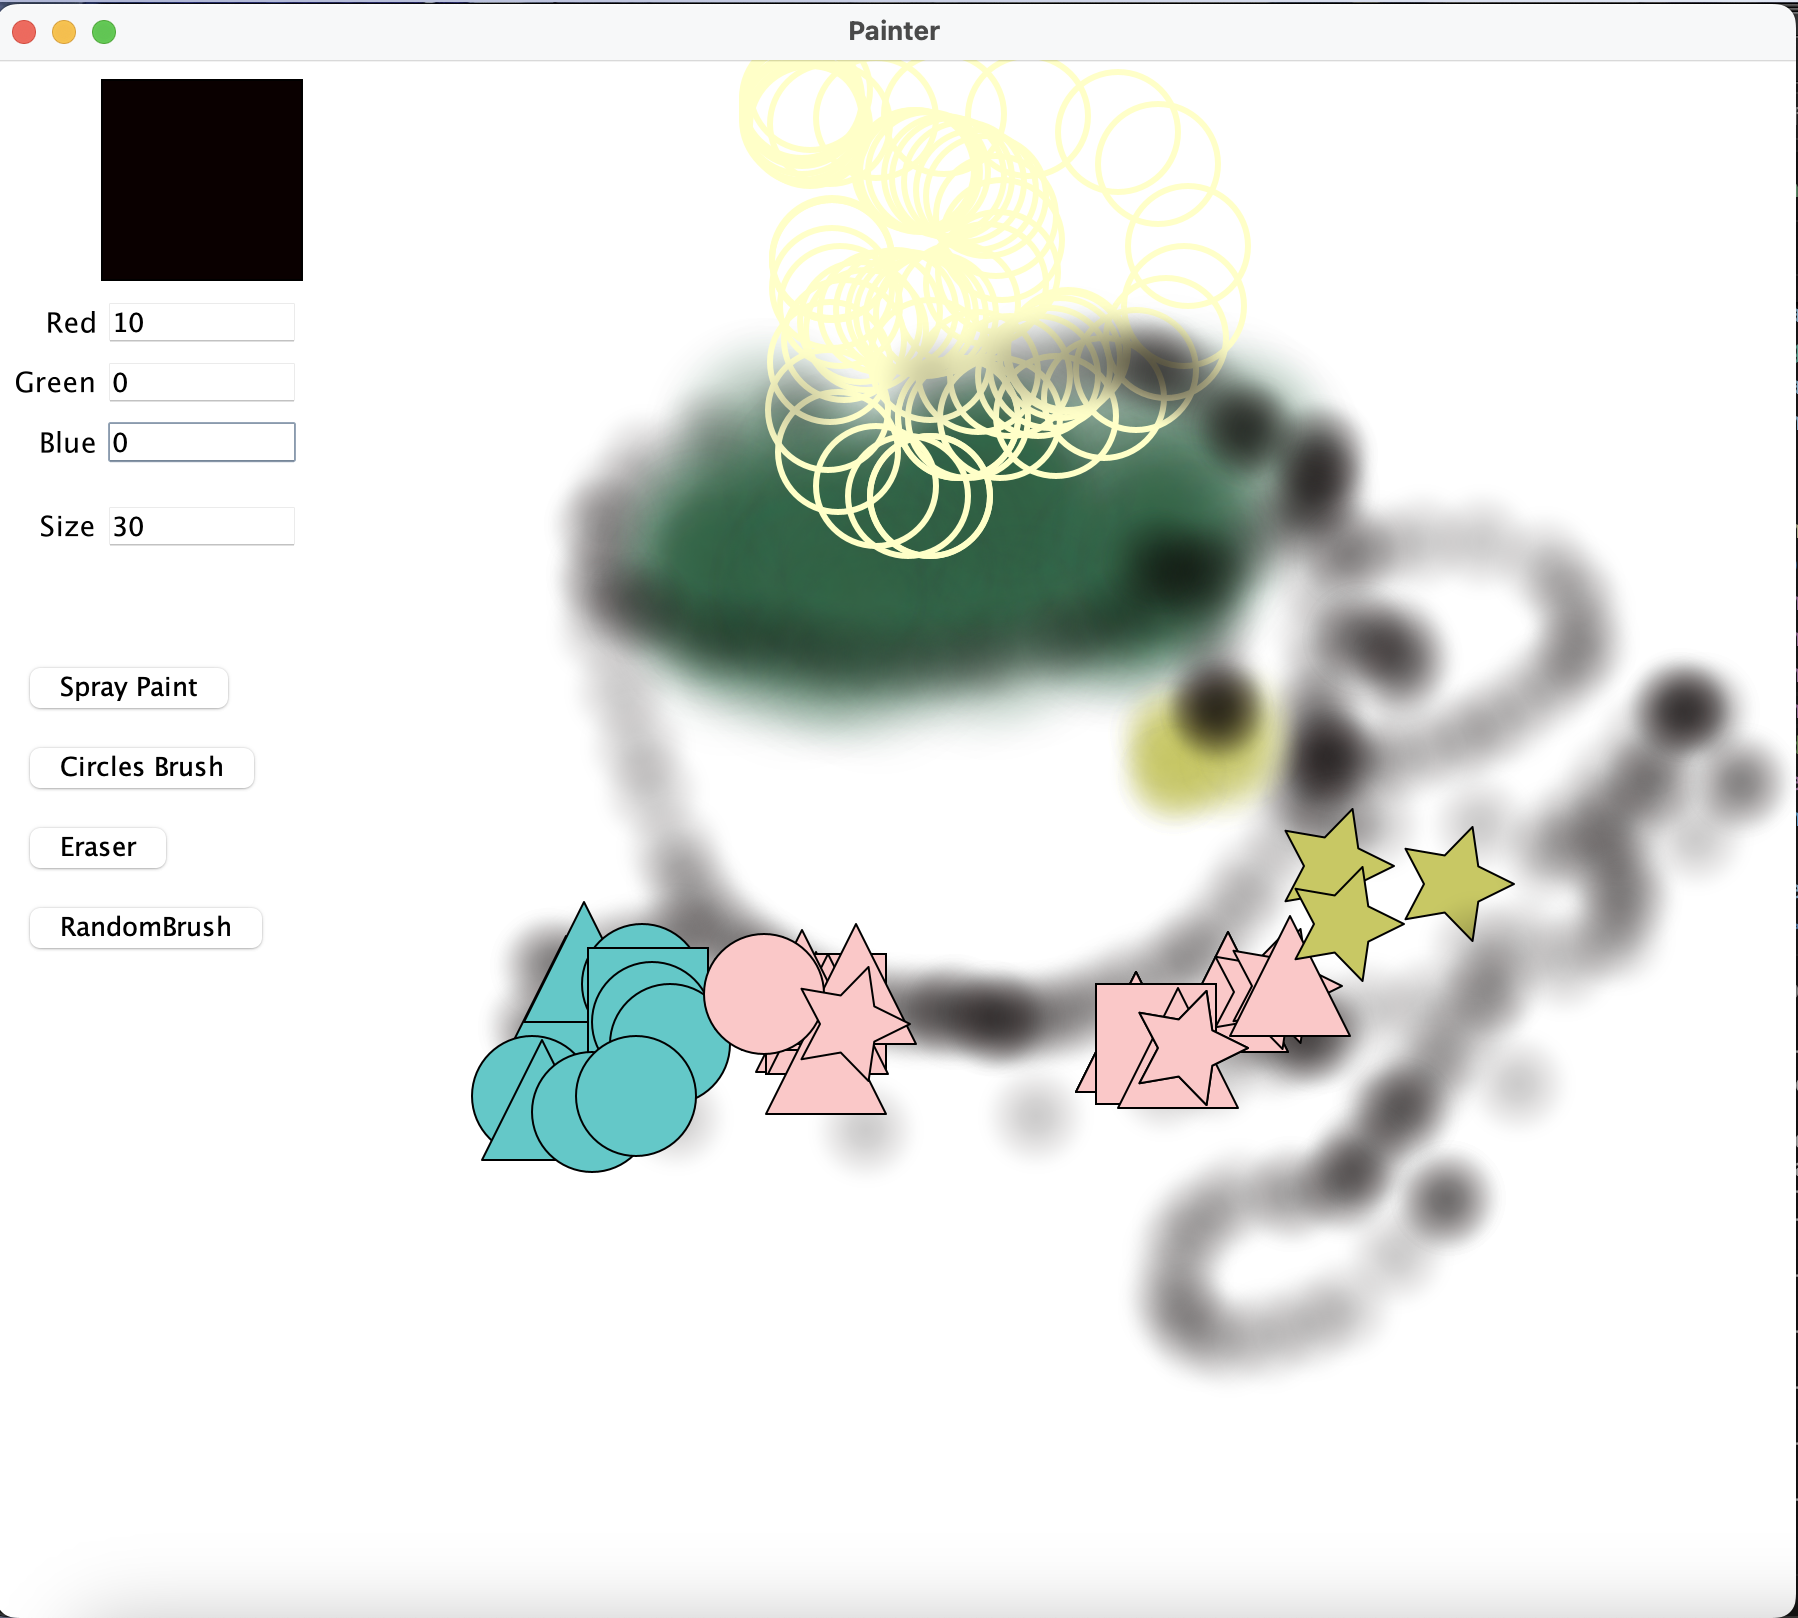 Painter
Red 10
Green 0
Blue 0
Size 30
Spray Paint
Circles Brush
Eraser
RandomBrush